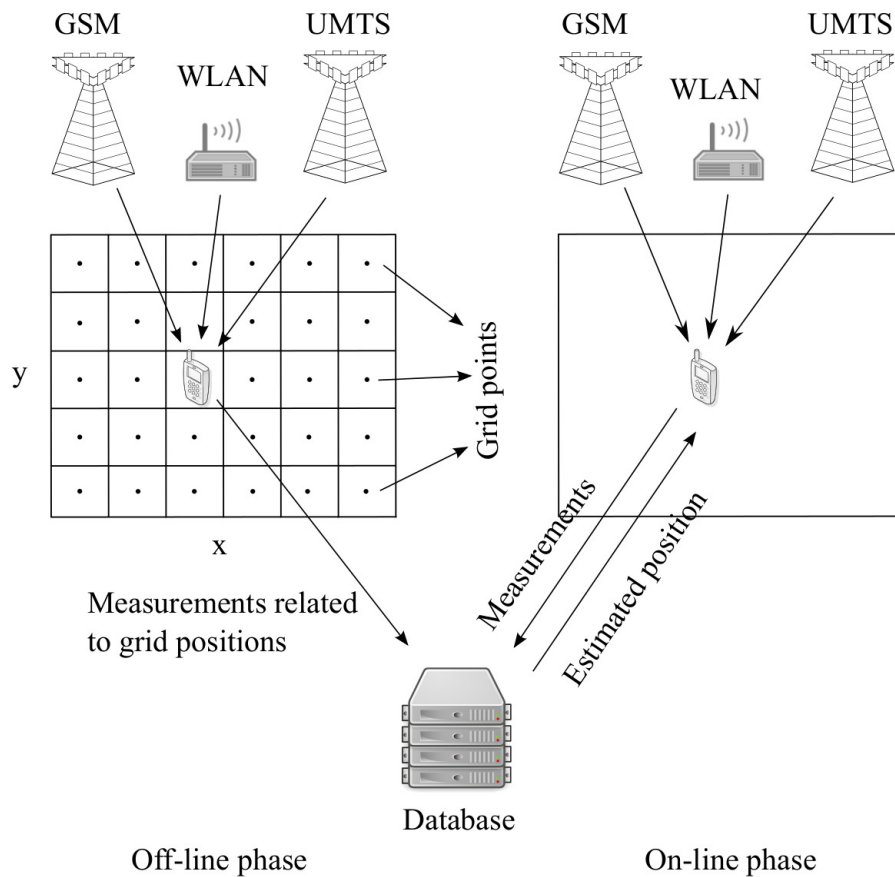 GSM
UMTS
WLAN
GSM
UMTS
WLAN
y
x
Grid points
Measurements related
to grid positions
Measurements
Estimated position
Database
Off-line phase
On-line phase